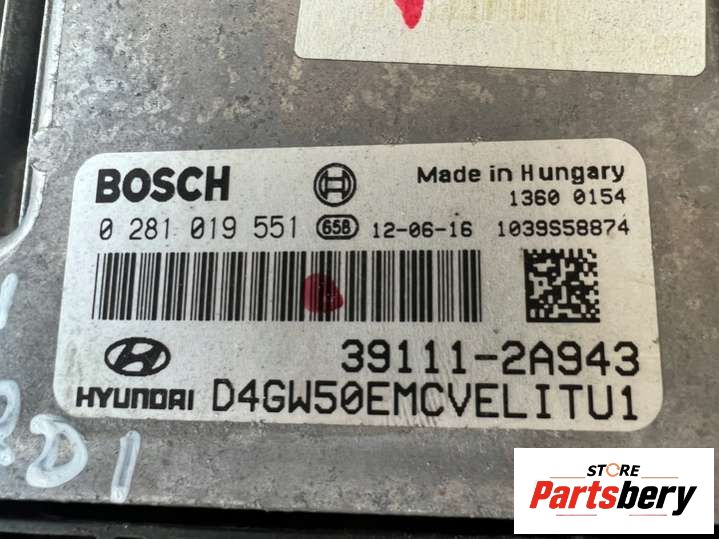 BOSCH
Made in Hungary
1360 0154
0 281 019 551 658 12-06-16 1039S58874
39111-2A943
HYUNDAI D4GW50EMCVELITU1
DI
STORE
Partsbery